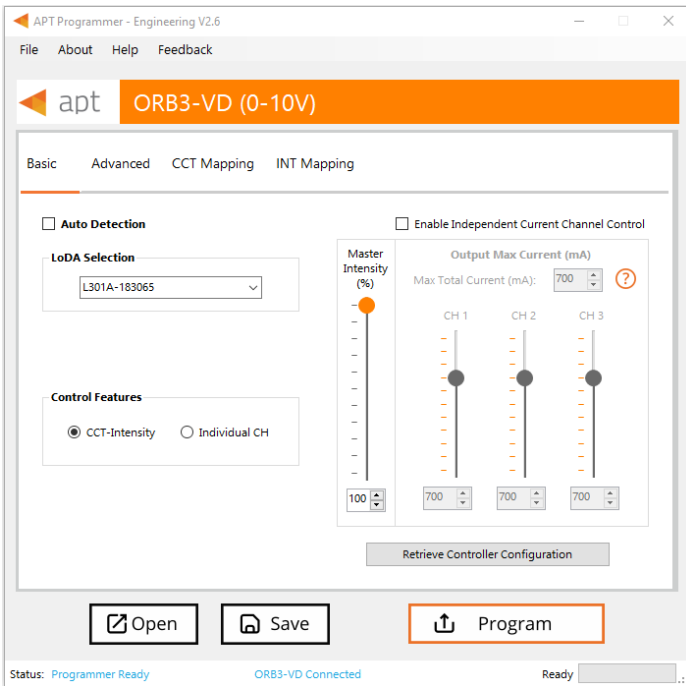 APT Programmer - Engineering V2.6
File About Help Feedback
apt ORB3-VD (0-10V)
Basic Advanced CCT Mapping INT Mapping
Auto Detection
Enable Independent Current Channel Control
LoDA Selection
L301A-183065
Master
Intensity
(%)
Output Max Current (mA)
Max Total Current (mA): 700 ?
CH 1 CH 2 CH 3
Control Features
CCT-Intensity Individual CH
100 700 700 700
Retrieve Controller Configuration
Open Save Program
Status: Programmer Ready ORB3-VD Connected Ready